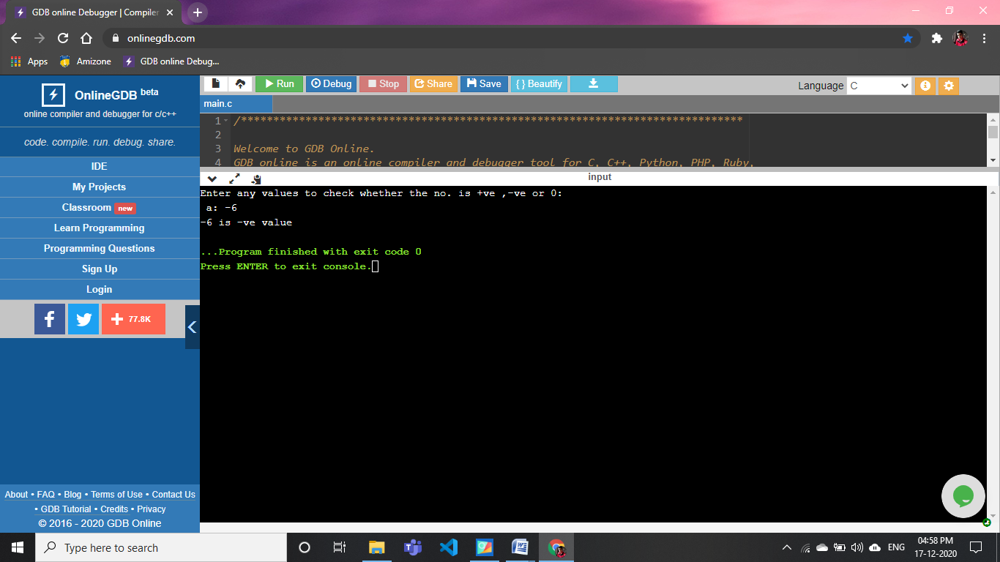 GDB online Debugger | Compiler
onlinegdb.com
Apps Amizone GDB online Debug...
OnlineGDB beta
online compiler and debugger for c/c++
code. compile. run. debug. share.
IDE
My Projects
Classroom new
Learn Programming
Programming Questions
Sign Up
Login
77.8K
About • FAQ • Blog • Terms of Use • Contact Us
• GDB Tutorial • Credits • Privacy
© 2016 - 2020 GDB Online
Run Debug Stop Share Save { } Beautify
Language C
main.c
1 /******************************************************************************
2
3 Welcome to GDB Online.
4 GDB online is an online compiler and debugger tool for C, C++, Python, PHP, Ruby,
input
Enter any values to check whether the no. is +ve ,-ve or 0:
a: -6
-6 is -ve value
...Program finished with exit code 0
Press ENTER to exit console.
Type here to search
ENG
04:58 PM
17-12-2020